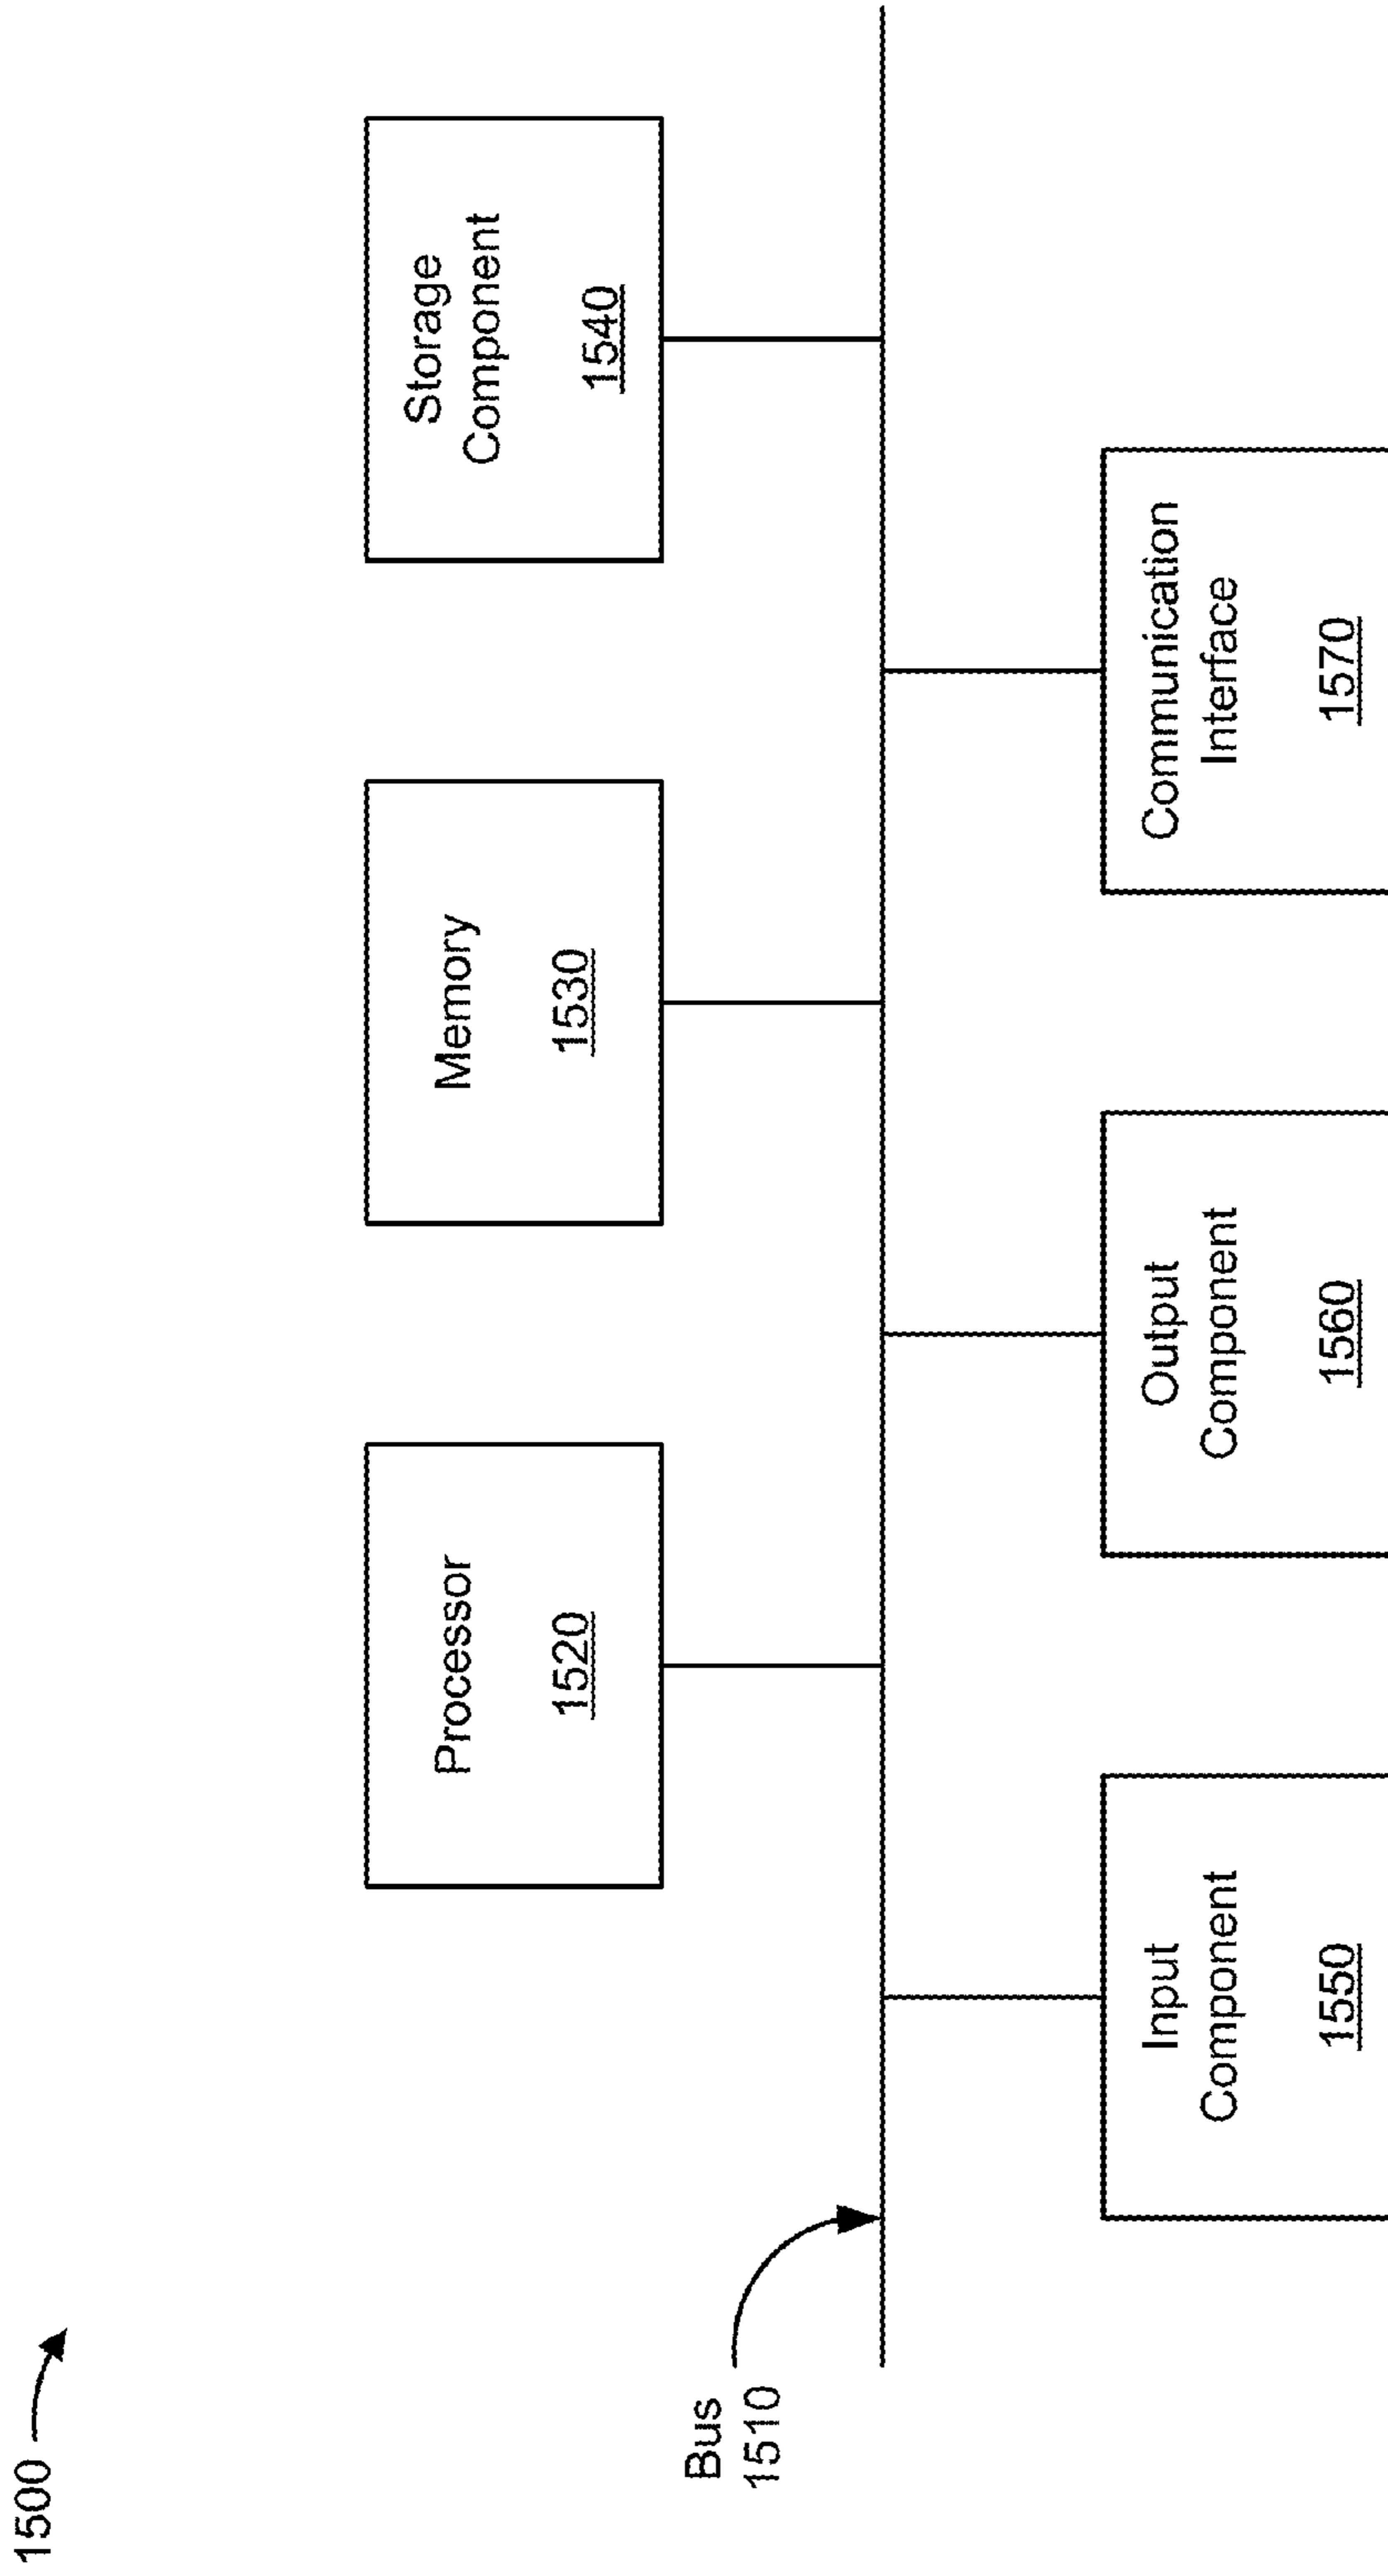 1500
Processor
1520
Memory
1530
Storage
Component
1540
Bus
1510
Input
Component
1550
Output
Component
1560
Communication
Interface
1570